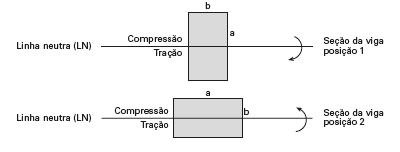 b
Compressão
a
Linha neutra (LN)
Seção da viga
posição 1
Tração
a
Compressão
b
Linha neutra (LN)
Seção da viga
posição 2
Tração